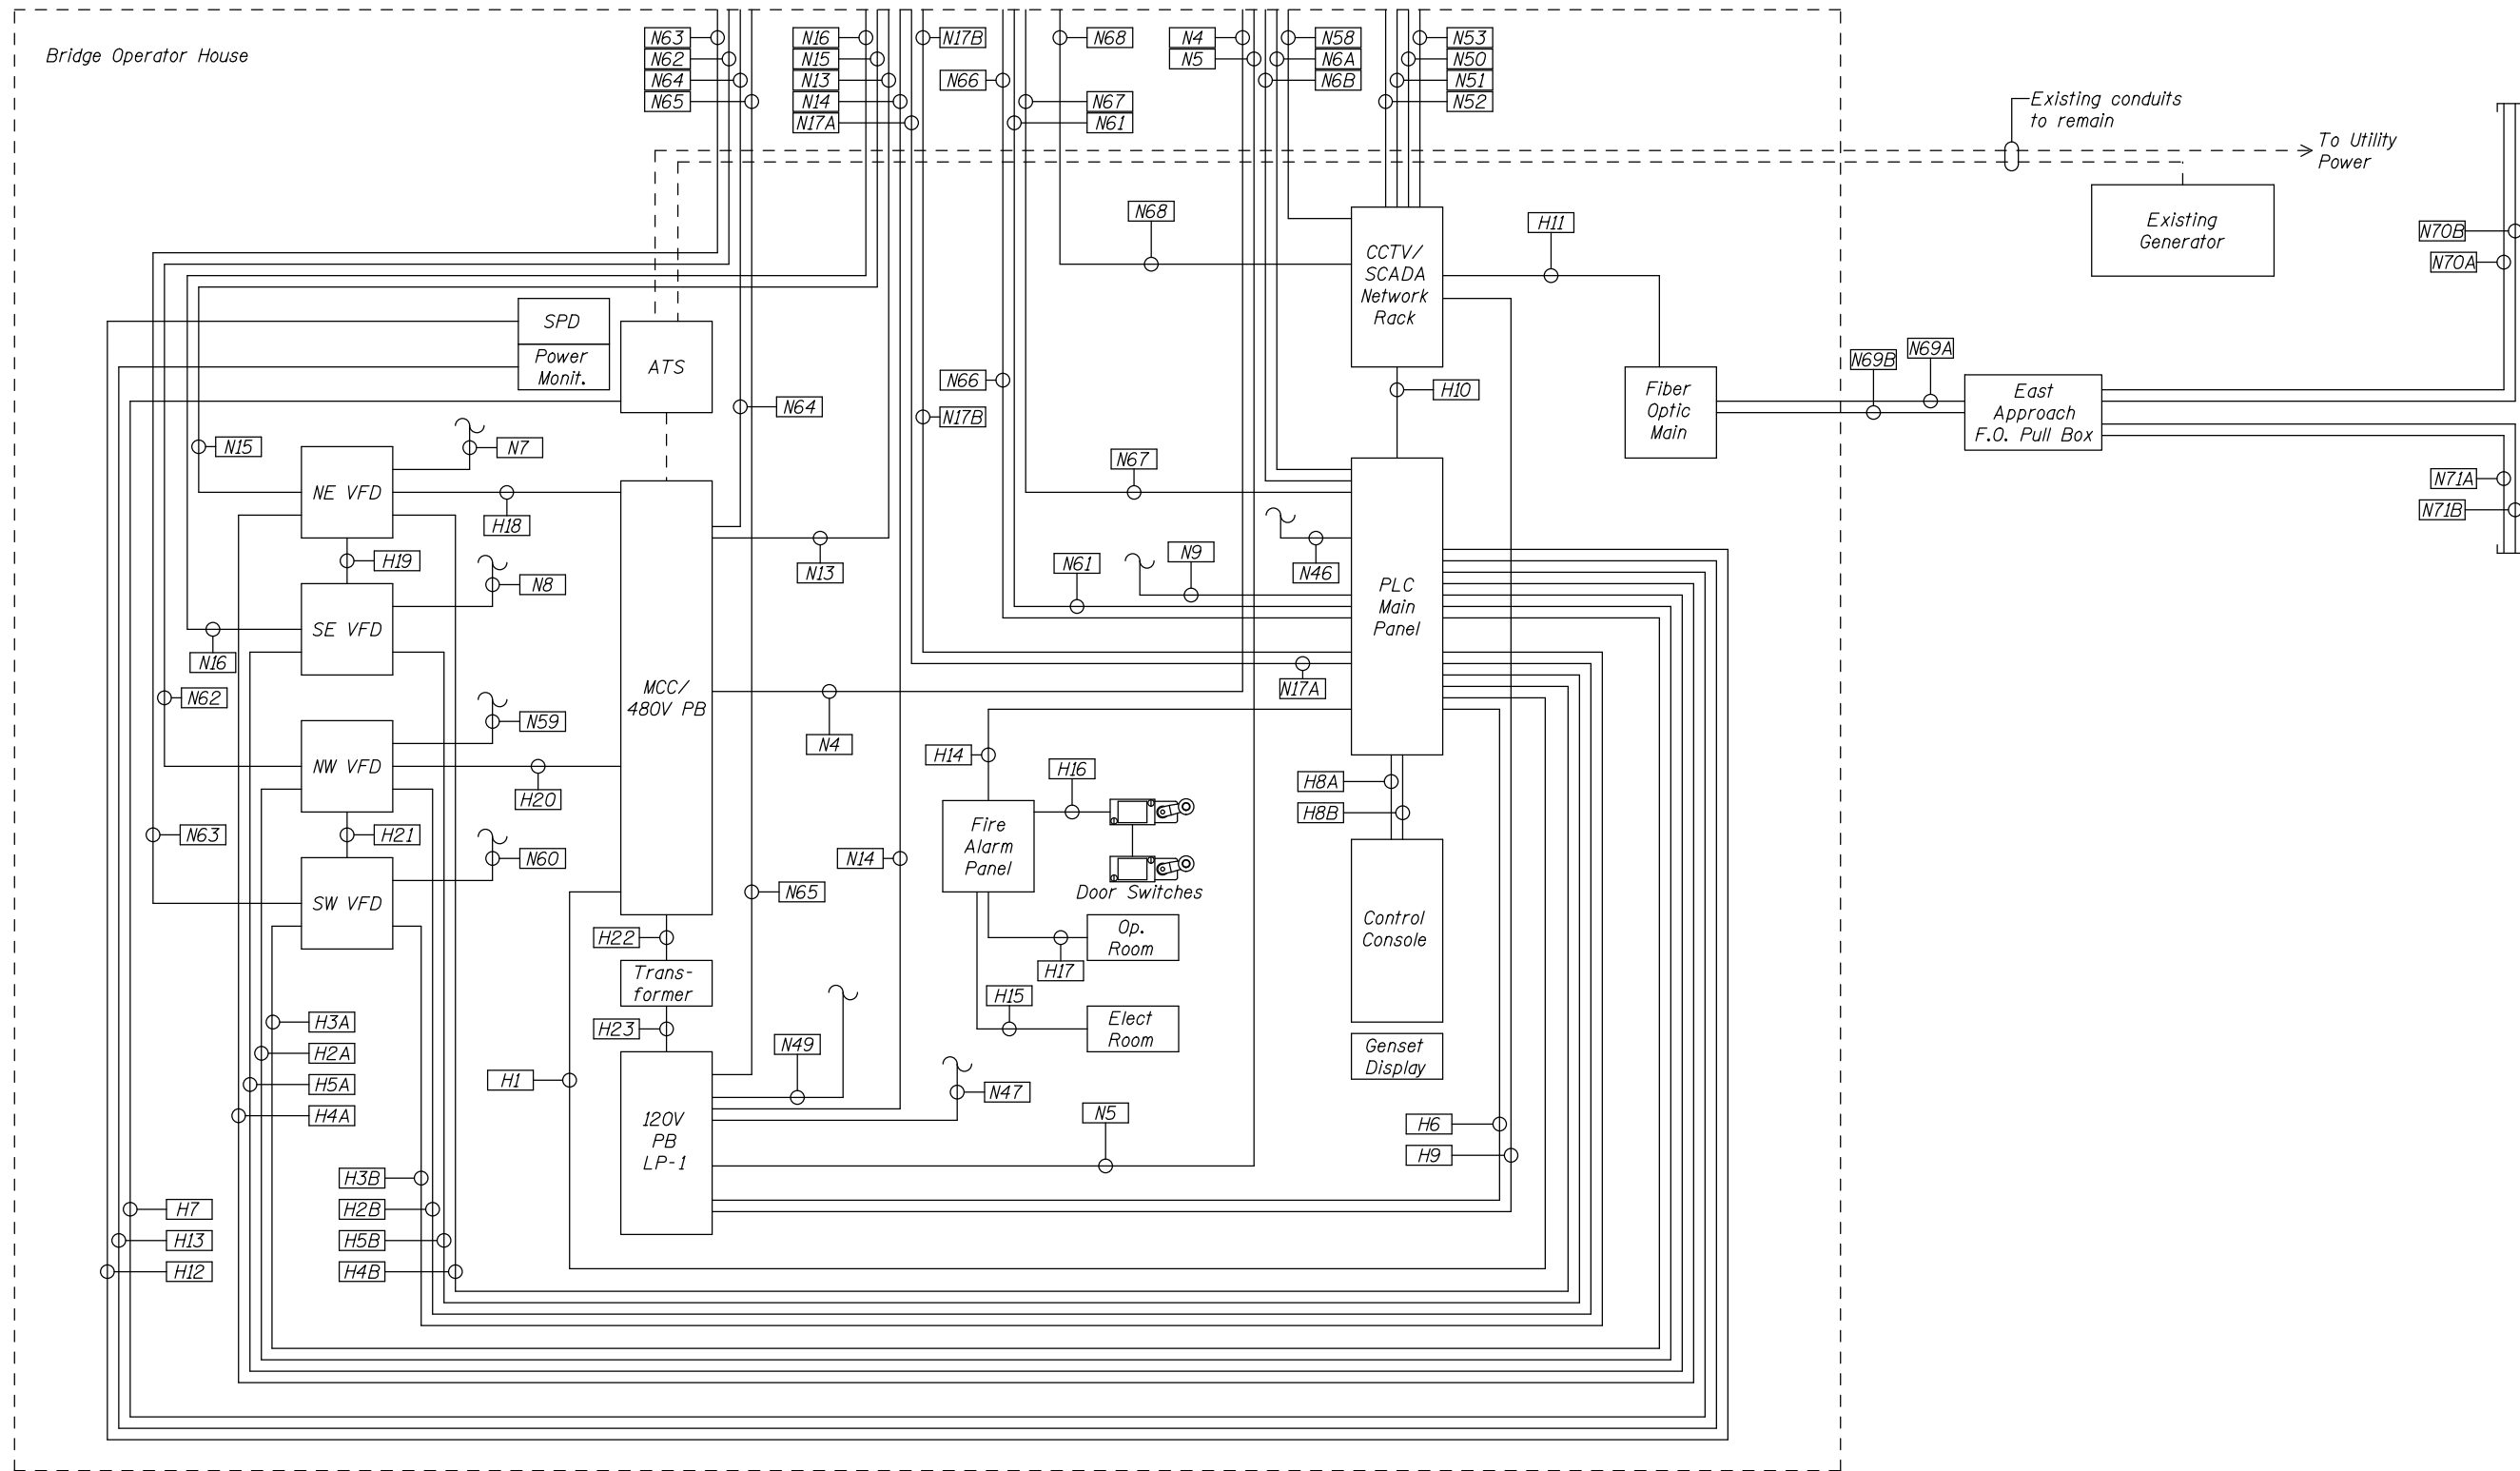 Bridge Operator House
N63
N62
N64
N65
N16
N15
N13
N14
N17A
N17B
N66
N68
N67
N61
N4
N5
N58
N6A
N6B
N53
N50
N51
N52
Existing conduits
to remain
To Utility
Power
Existing
Generator
N70B
N70A
N68
H11
CCTV/
SCADA
Network
Rack
SPD
Power
Monit.
ATS
N64
N66
N17B
H10
Fiber
Optic
Main
N69B
N69A
East
Approach
F.O. Pull Box
N71A
N71B
N15
N7
NE VFD
H18
H19
N8
SE VFD
N16
N62
N59
NW VFD
H20
N63
H21
N60
SW VFD
MCC/
480V PB
N13
N4
N67
N61
N9
N46
PLC
Main
Panel
N17A
H14
H16
H8A
H8B
Fire
Alarm
Panel
Door Switches
N14
N65
H22
Trans-
former
H23
Op.
Room
H17
H15
Elect
Room
Control
Console
Genset
Display
H3A
H2A
H5A
H4A
H1
N49
N47
120V
PB
LP-1
N5
H6
H9
H3B
H2B
H5B
H4B
H7
H13
H12